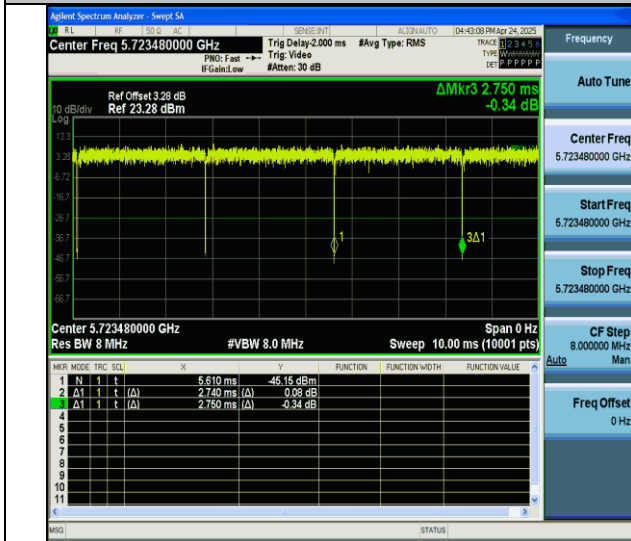 Agilent Spectrum Analyzer - Swept SA
RL RF 50 Ω AC SENSE:INT ALIGN AUTO 04:43:08 PM Apr 24, 2025
Center Freq 5.723480000 GHz
PNO: Fast
IFGain:Low
Trig Delay-2.000 ms
Trig: Video
#Atten: 30 dB
#Avg Type: RMS
TRACE 1 2 3 4 5 6
TYPE
DET P P P P P P
ΔMkr3 2.750 ms
-0.34 dB
Ref Offset 3.28 dB
10 dB/div Ref 23.28 dBm
Log
13.3
3.28
-6.72
-16.7
-26.7
-36.7
-46.7
-56.7
-66.7
1
3Δ1
Center 5.723480000 GHz Span 0 Hz
Res BW 8 MHz #VBW 8.0 MHz Sweep 10.00 ms (10001 pts)
MKR MODE TRC SCL X Y FUNCTION FUNCTION WIDTH FUNCTION VALUE
1 N 1 t 5.610 ms -45.15 dBm
2 Δ1 1 t (Δ) 2.740 ms (Δ) 0.08 dB
3 Δ1 1 t (Δ) 2.750 ms (Δ) -0.34 dB
4
5
6
7
8
9
10
11
MSG STATUS
Frequency
Auto Tune
Center Freq
5.723480000 GHz
Start Freq
5.723480000 GHz
Stop Freq
5.723480000 GHz
CF Step
8.000000 MHz
Auto Man
Freq Offset
0 Hz